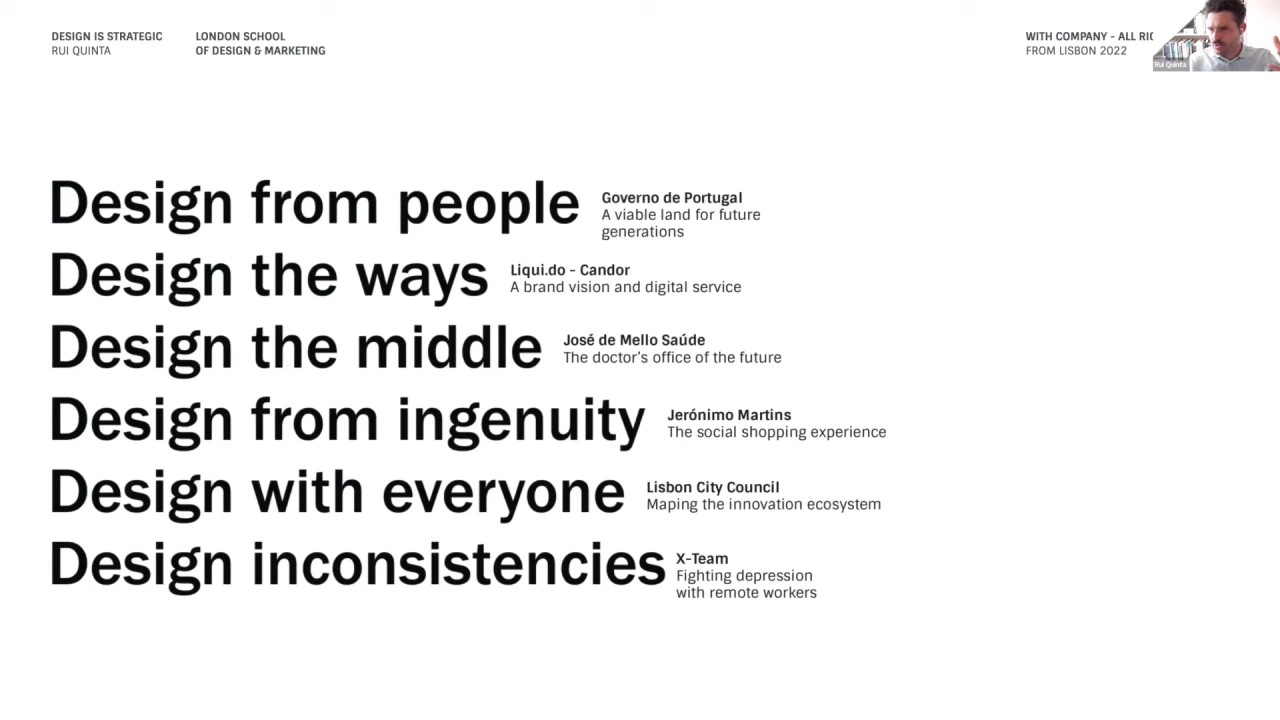 DESIGN IS STRATEGIC
RUI QUINTA
LONDON SCHOOL
OF DESIGN & MARKETING
WITH COMPANY - ALL
FROM LISBON 2022
Rui Quinta
Design from people
Governo de Portugal
A viable land for future
generations
Design the ways
Liqui.do - Candor
A brand vision and digital service
Design the middle
José de Mello Saúde
The doctor's office of the future
Design from ingenuity
Jerónimo Martins
The social shopping experience
Design with everyone
Lisbon City Council
Maping the innovation ecosystem
Design inconsistencies
X-Team
Fighting depression
with remote workers